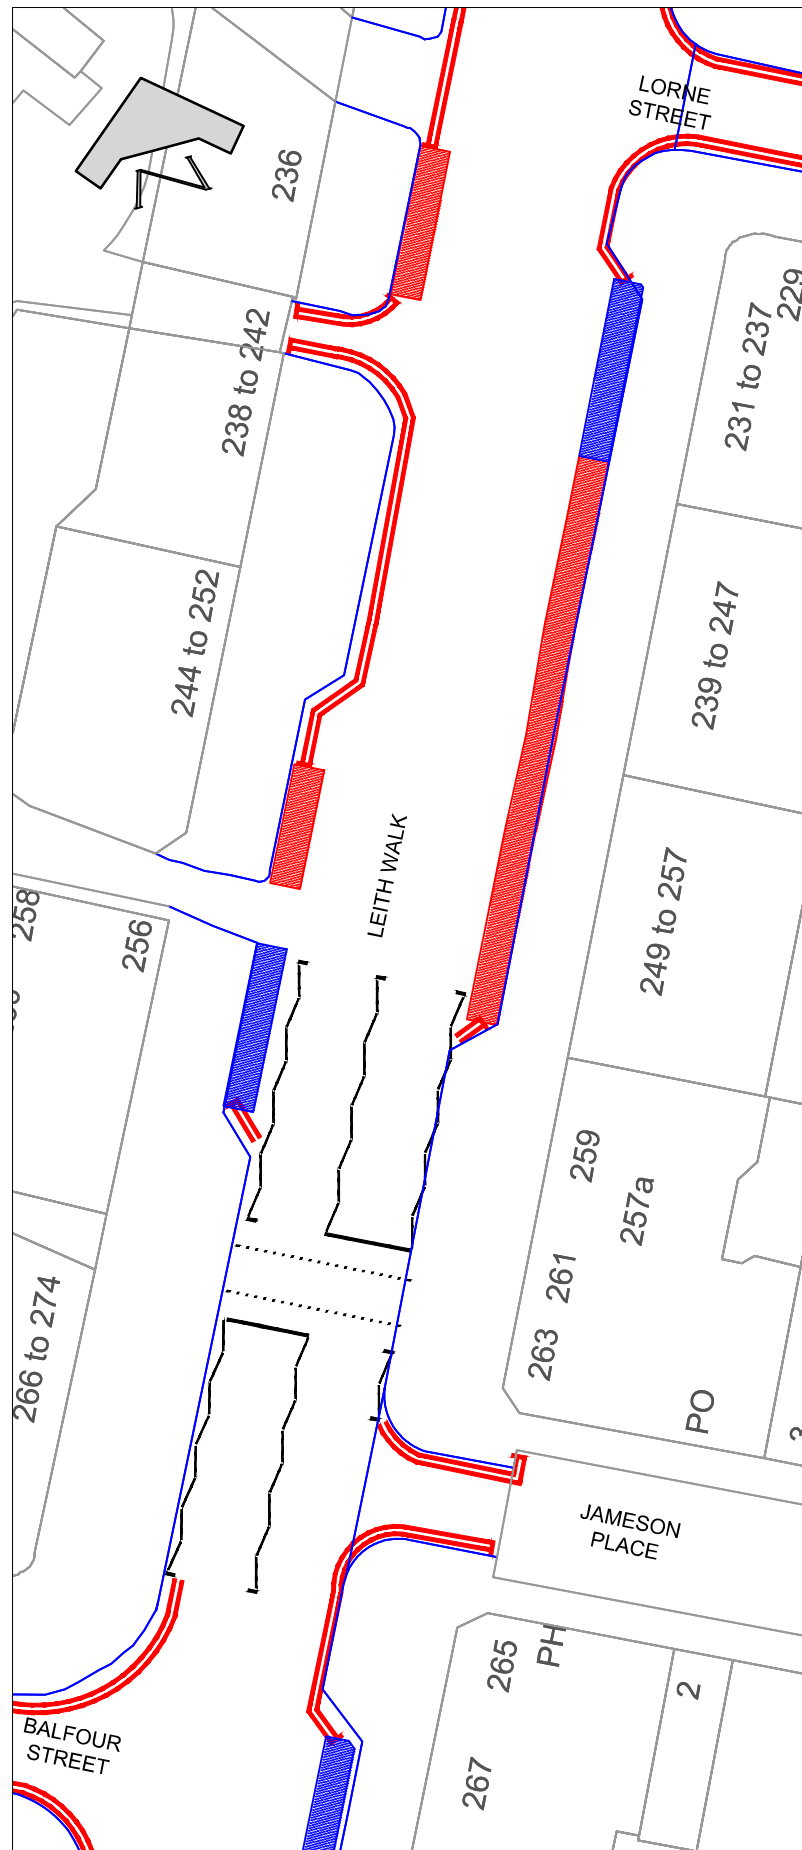 LORNE
STREET
236
229
231 to 237
238 to 242
239 to 247
244 to 252
LEITH WALK
249 to 257
258
256
259
257a
261
266 to 274
263
PO
3
JAMESON
PLACE
265
PH
2
BALFOUR
STREET
267